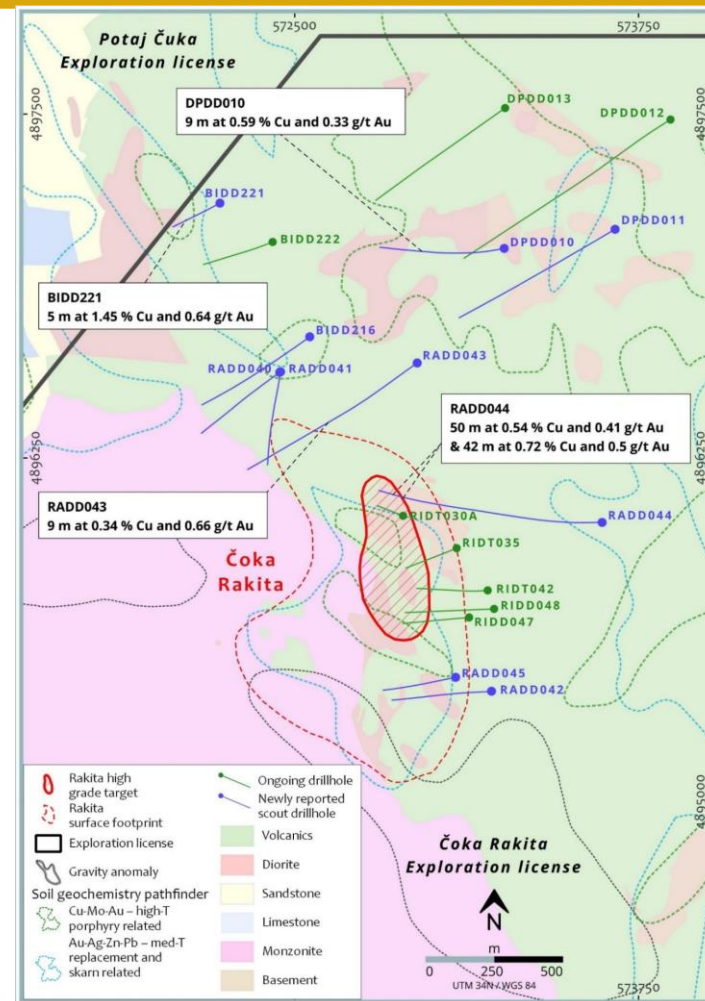 572500
573750
Potaj Čuka
Exploration license
DPDD010
9 m at 0.59 % Cu and 0.33 g/t Au
DPDD013
DPDD012
4897500
4897500
BIDD221
DPDD011
BIDD222
DPDD010
BIDD221
5 m at 1.45 % Cu and 0.64 g/t Au
BIDD216
RADD043
RADD040
RADD041
RADD044
50 m at 0.54 % Cu and 0.41 g/t Au
& 42 m at 0.72 % Cu and 0.5 g/t Au
4896250
4896250
RADD043
9 m at 0.34 % Cu and 0.66 g/t Au
RIDT030A
RADD044
Čoka
Rakita
RIDT035
RIDT042
RIDD048
RIDD047
RADD045
RADD042
Rakita high
grade target
Rakita
surface footprint
Exploration license
Gravity anomaly
Soil geochemistry pathfinder
Cu-Mo-Au – high-T
porphyry related
Au-Ag-Zn-Pb – med-T
replacement and
skarn related
Ongoing drillhole
Newly reported
scout drillhole
Volcanics
Diorite
Sandstone
Limestone
Monzonite
Basement
4895000
Čoka Rakita
Exploration license
N
m
0 250 500
UTM 34N / WGS 84
573750